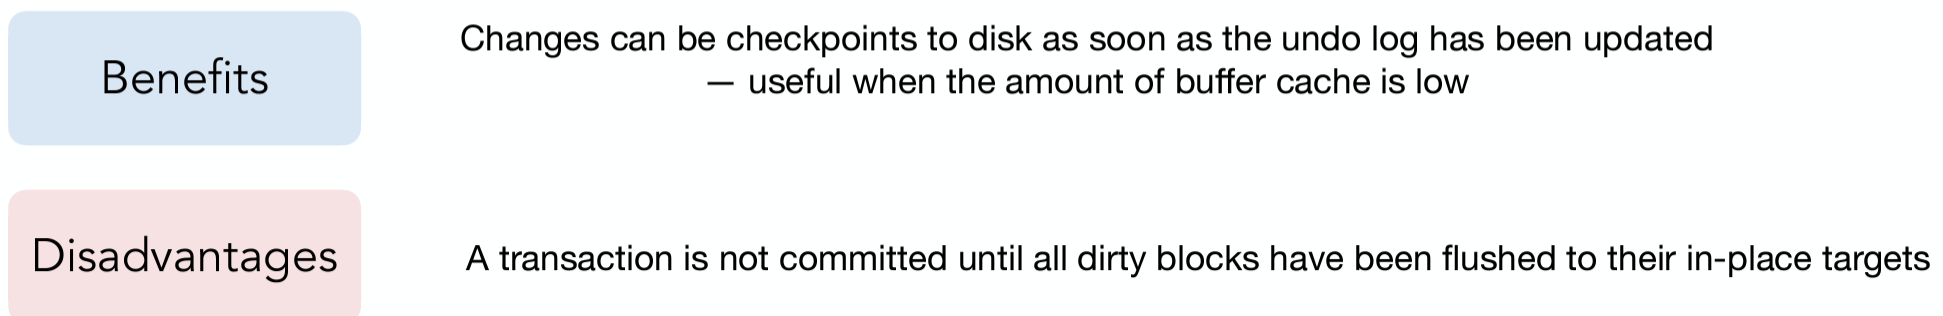 Benefits
Changes can be checkpoints to disk as soon as the undo log has been updated
— useful when the amount of buffer cache is low
Disadvantages
A transaction is not committed until all dirty blocks have been flushed to their in-place targets